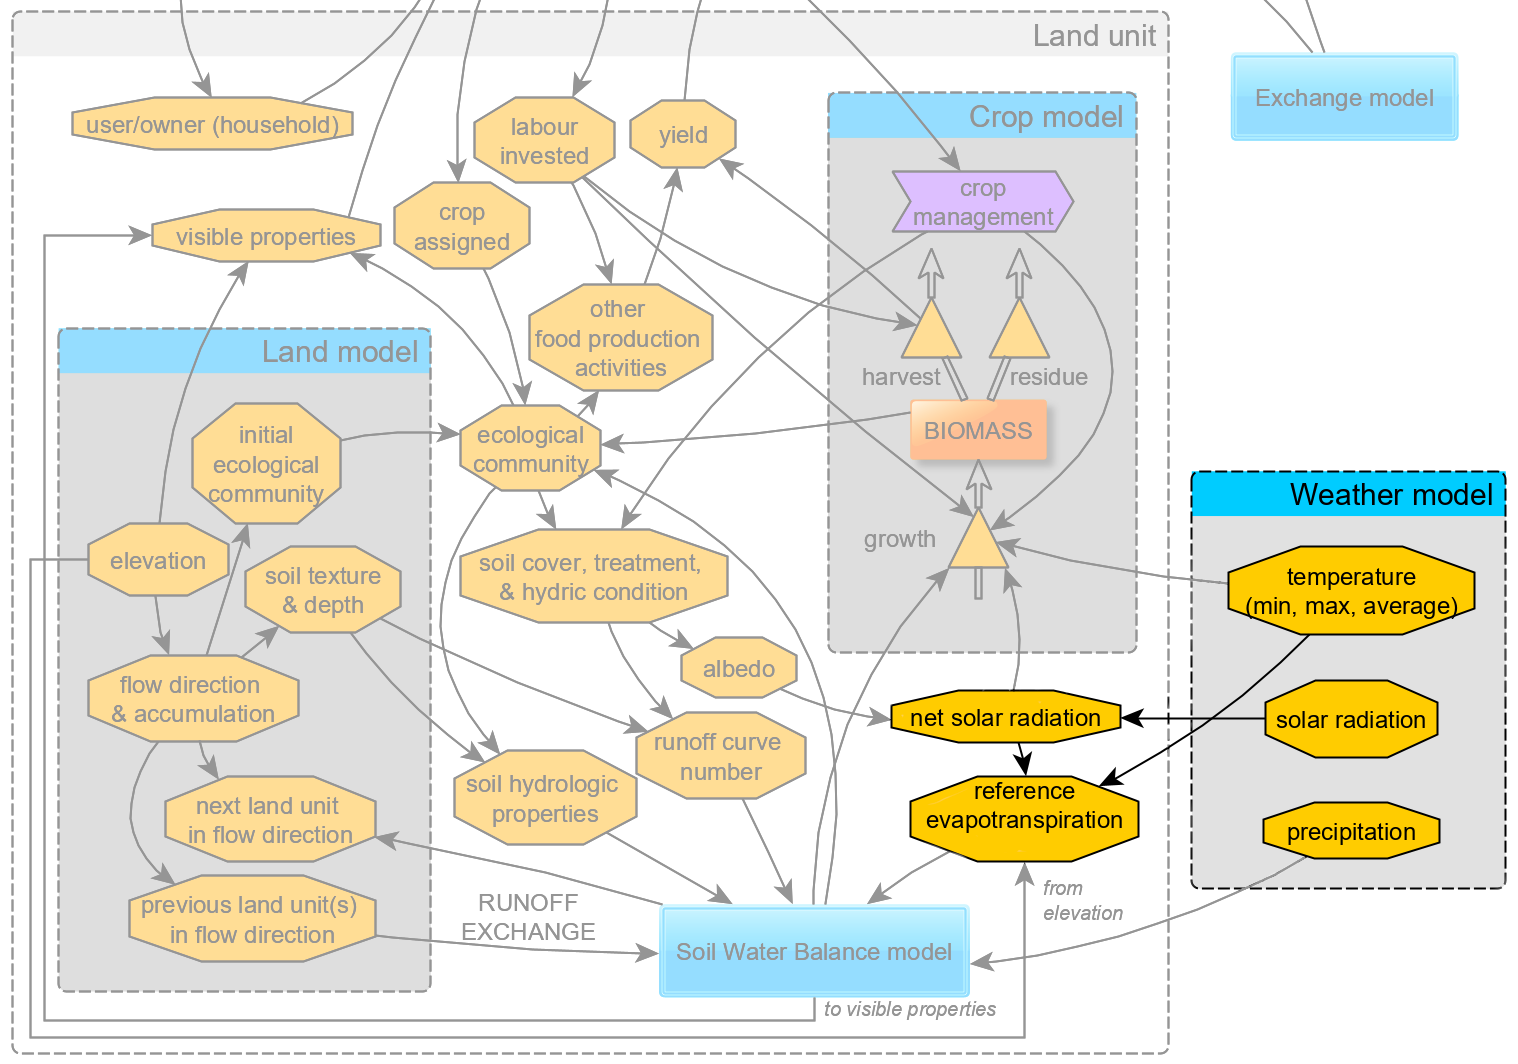 Land unit
Exchange model
user/owner (household)
labour
invested
yield
Crop model
crop
management
crop
assigned
visible properties
other
food production
activities
Land model
harvest
residue
initial
ecological
community
ecological
community
BIOMASS
Weather model
growth
elevation
soil texture
& depth
soil cover, treatment,
& hydric condition
temperature
(min, max, average)
flow direction
& accumulation
albedo
net solar radiation
solar radiation
runoff curve
number
soil hydrologic
properties
next land unit
in flow direction
reference
evapotranspiration
precipitation
previous land unit(s)
in flow direction
RUNOFF
EXCHANGE
from
elevation
Soil Water Balance model
to visible properties